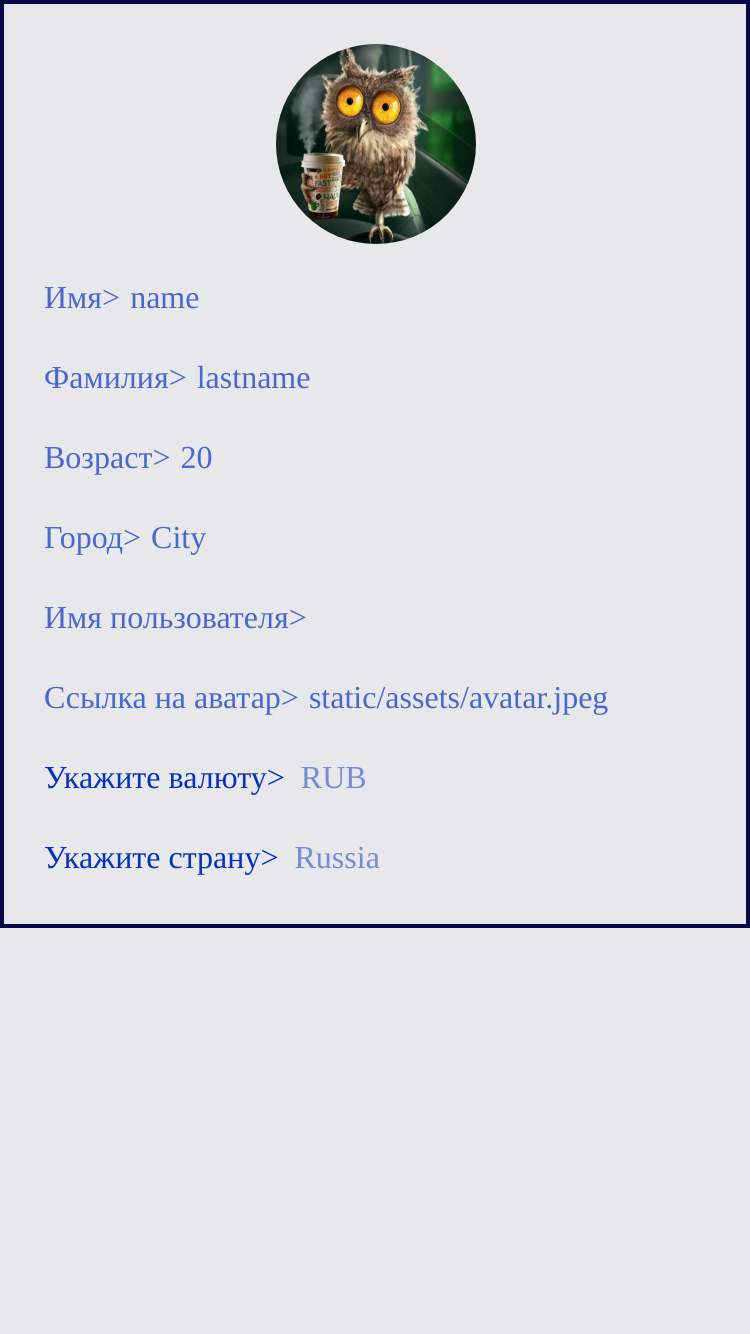 Имя> name
Фамилия> lastname
Возраст> 20
Город> City
Имя пользователя>
Ссылка на аватар> static/assets/avatar.jpeg
Укажите валюту> RUB
Укажите страну> Russia